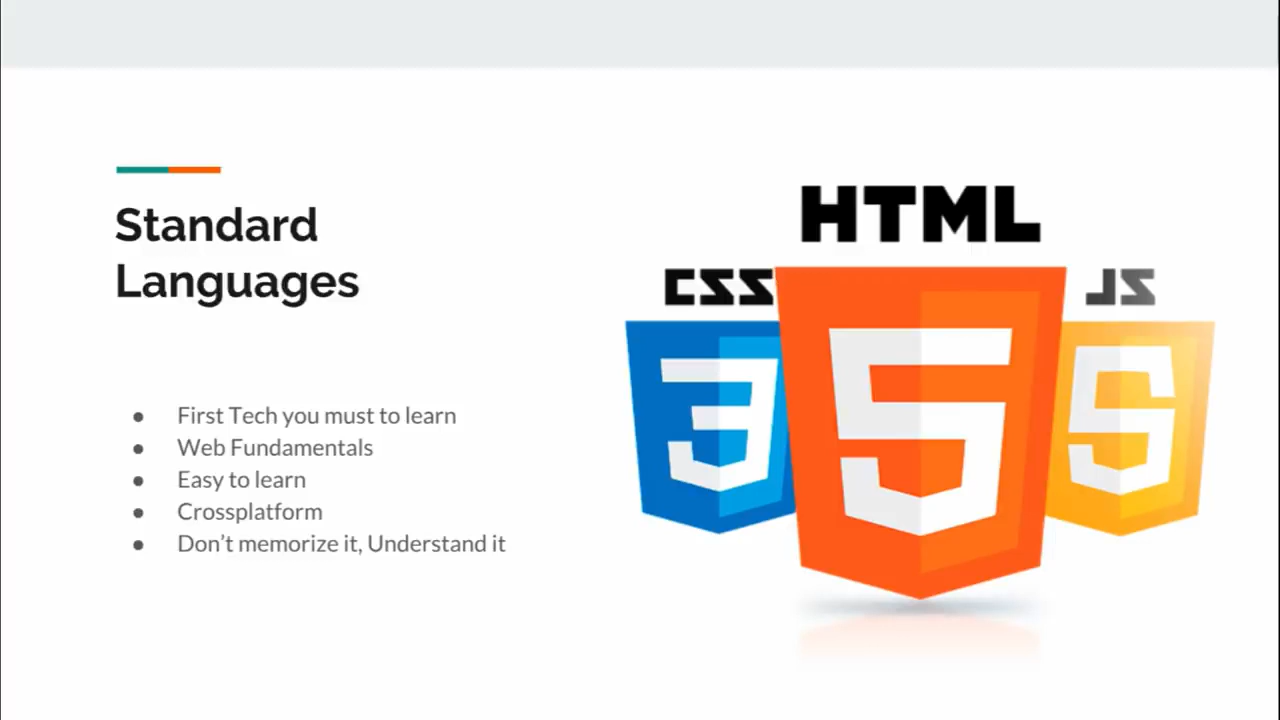 Standard
Languages
● First Tech you must to learn
● Web Fundamentals
● Easy to learn
● Crossplatform
● Don't memorize it, Understand it
HTML
CSS
JS
3
5
5